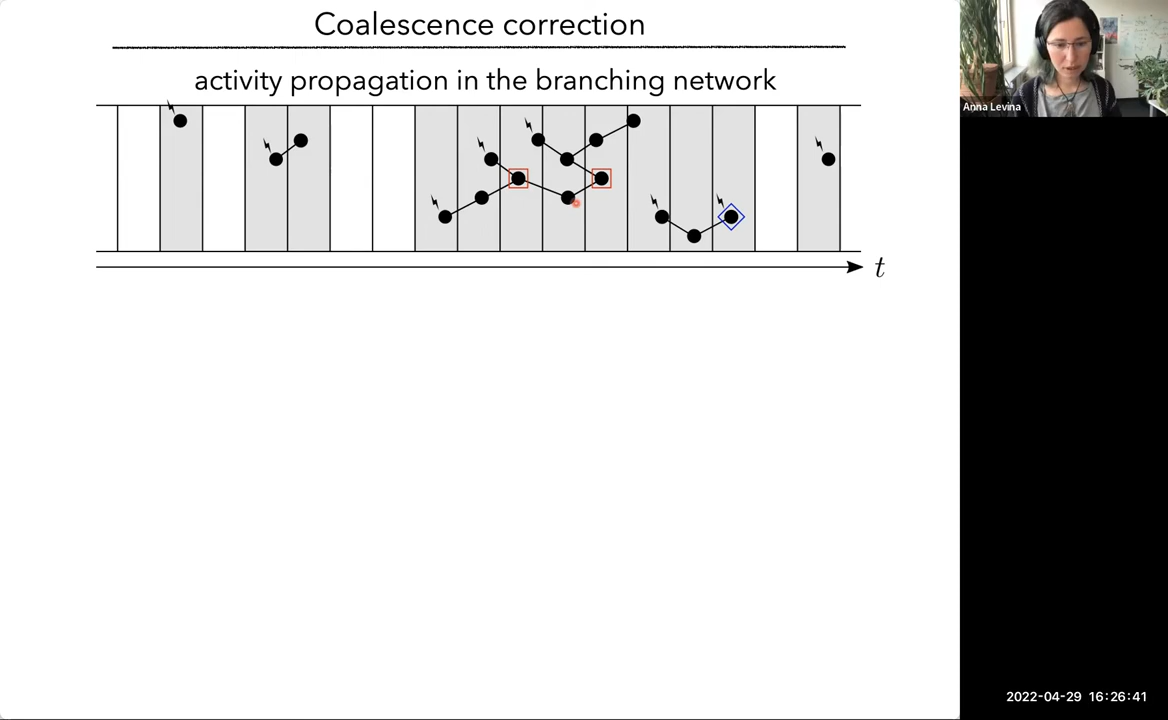 Coalescence correction
activity propagation in the branching network
t
Anna Levina
2022-04-29 16:26:41